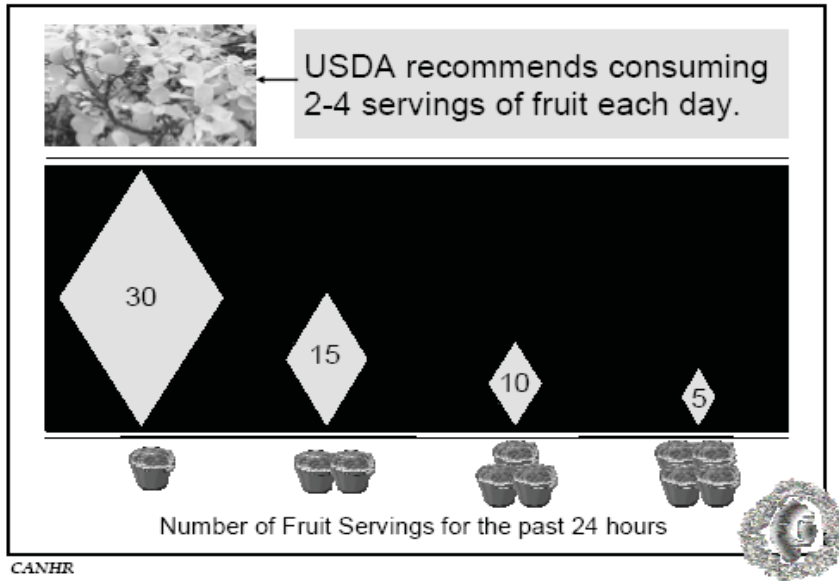 USDA recommends consuming
2-4 servings of fruit each day.
30
15
10
5
Number of Fruit Servings for the past 24 hours
CANHR